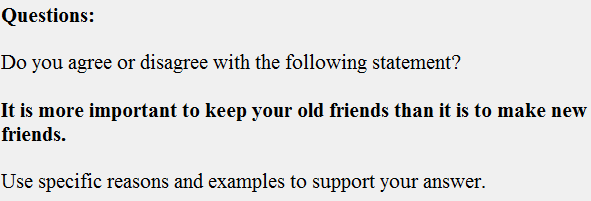 Questions:
Do you agree or disagree with the following statement?
It is more important to keep your old friends than it is to make new
friends.
Use specific reasons and examples to support your answer.